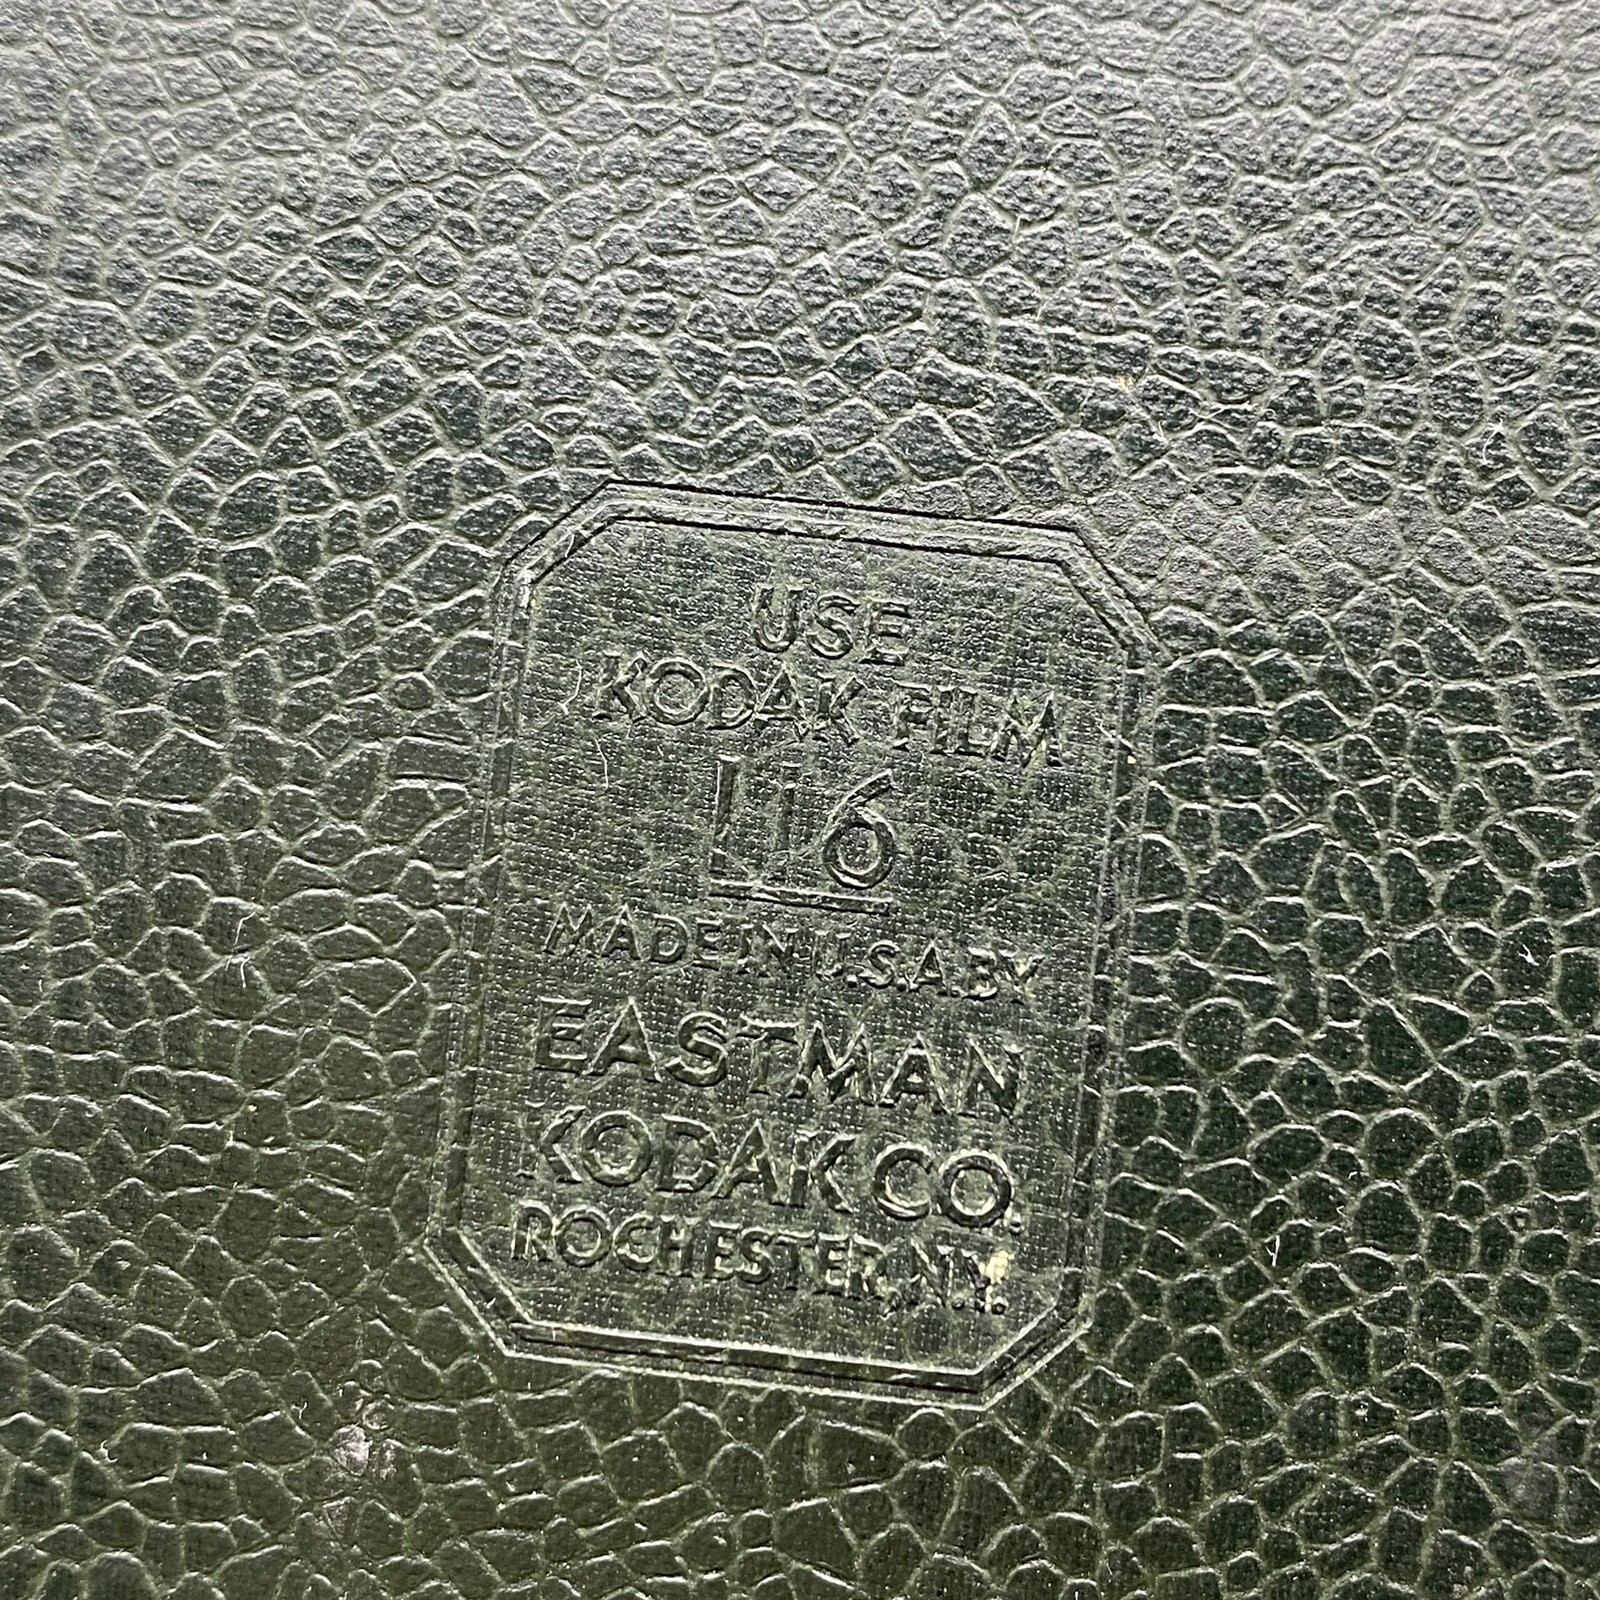 USE
KODAK FILM
116
MADE IN U.S.A. BY
EASTMAN
KODAK CO.
ROCHESTER, N.Y.